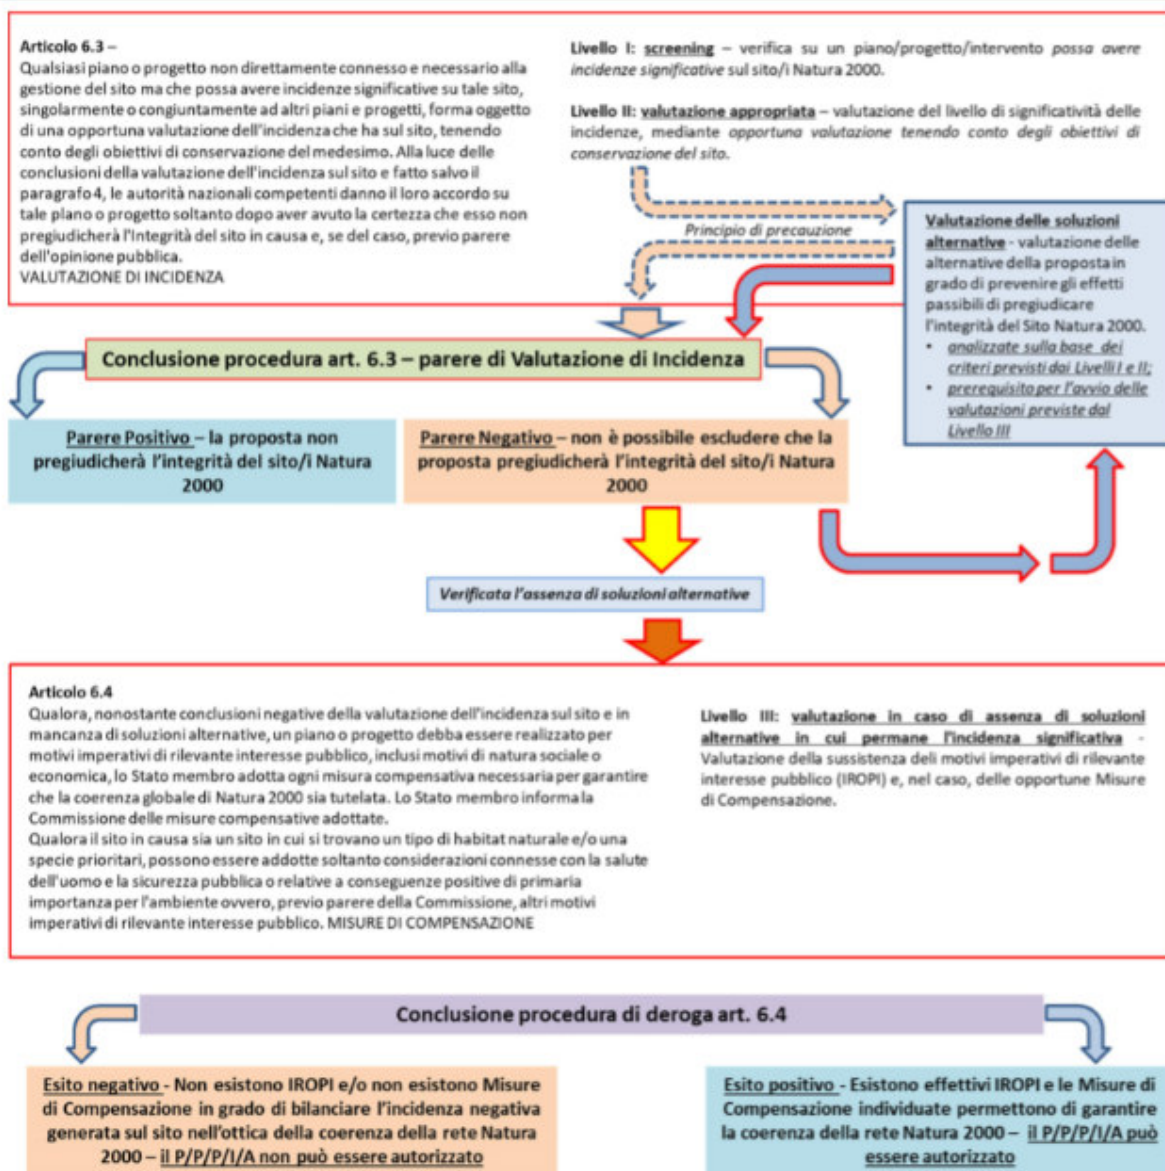 Articolo 6.3 –
Qualsiasi piano o progetto non direttamente connesso e necessario alla
gestione del sito ma che possa avere incidenze significative su tale sito,
singolarmente o congiuntamente ad altri piani e progetti, forma oggetto
di una opportuna valutazione dell'incidenza che ha sul sito, tenendo
conto degli obiettivi di conservazione del medesimo. Alla luce delle
conclusioni della valutazione dell'incidenza sul sito e fatto salvo il
paragrafo 4, le autorità nazionali competenti danno il loro accordo su
tale piano o progetto soltanto dopo aver avuto la certezza che esso non
pregiudicherà l'Integrità del sito in causa e, se del caso, previo parere
dell'opinione pubblica.
VALUTAZIONE DI INCIDENZA
Livello I: screening – verifica su un piano/progetto/intervento possa avere
incidenze significative sul sito/i Natura 2000.
Livello II: valutazione appropriata – valutazione del livello di significatività delle
incidenze, mediante opportuna valutazione tenendo conto degli obiettivi di
conservazione del sito.
Principio di precauzione
Valutazione delle soluzioni
alternative - valutazione delle
alternative della proposta in
grado di prevenire gli effetti
passibili di pregiudicare
l'integrità del Sito Natura 2000.
• analizzate sulla base dei
criteri previsti dai Livelli I e II;
• prerequisito per l'avvio delle
valutazioni previste dal
Livello III
Conclusione procedura art. 6.3 – parere di Valutazione di Incidenza
Parere Positivo – la proposta non
pregiudicherà l'integrità del sito/i Natura
2000
Parere Negativo – non è possibile escludere che la
proposta pregiudicherà l'integrità del sito/i Natura
2000
Verificata l'assenza di soluzioni alternative
Articolo 6.4
Qualora, nonostante conclusioni negative della valutazione dell'incidenza sul sito e in
mancanza di soluzioni alternative, un piano o progetto debba essere realizzato per
motivi imperativi di rilevante interesse pubblico, inclusi motivi di natura sociale o
economica, lo Stato membro adotta ogni misura compensativa necessaria per garantire
che la coerenza globale di Natura 2000 sia tutelata. Lo Stato membro informa la
Commissione delle misure compensative adottate.
Qualora il sito in causa sia un sito in cui si trovano un tipo di habitat naturale e/o una
specie prioritari, possono essere addotte soltanto considerazioni connesse con la salute
dell'uomo e la sicurezza pubblica o relative a conseguenze positive di primaria
importanza per l'ambiente ovvero, previo parere della Commissione, altri motivi
imperativi di rilevante interesse pubblico. MISURE DI COMPENSAZIONE
Livello III: valutazione in caso di assenza di soluzioni
alternative in cui permane l'incidenza significativa -
Valutazione della sussistenza deli motivi imperativi di rilevante
interesse pubblico (IROPI) e, nel caso, delle opportune Misure
di Compensazione.
Conclusione procedura di deroga art. 6.4
Esito negativo - Non esistono IROPI e/o non esistono Misure
di Compensazione in grado di bilanciare l'incidenza negativa
generata sul sito nell'ottica della coerenza della rete Natura
2000 – il P/P/P/I/A non può essere autorizzato
Esito positivo - Esistono effettivi IROPI e le Misure di
Compensazione individuate permettono di garantire
la coerenza della rete Natura 2000 – il P/P/P/I/A può
essere autorizzato